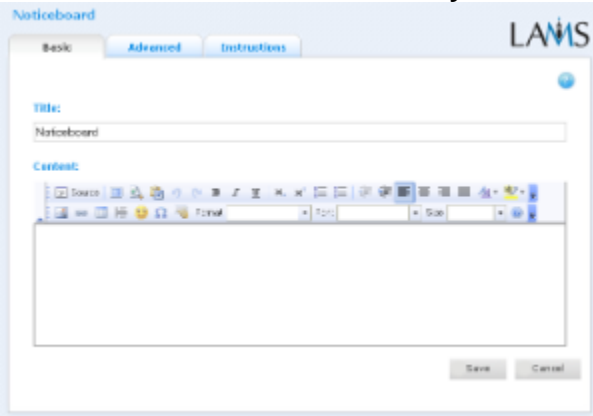 Noticeboard
LAMS
Basic Advanced Instructions
Title:
Noticeboard
Content:
Source
Format Font Size
Save Cancel